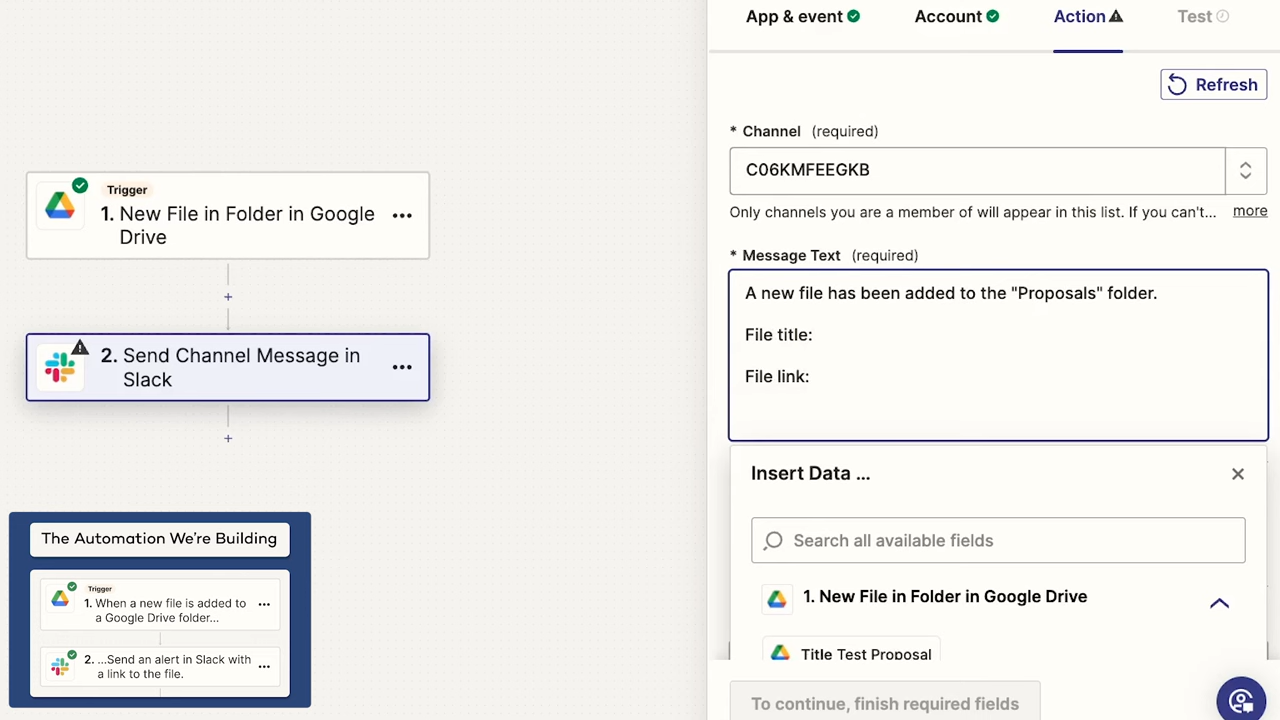 App & event
Account
Action
Test
Refresh
* Channel (required)
C06KMFEEGKB
Only channels you are a member of will appear in this list. If you can't... more
* Message Text (required)
A new file has been added to the "Proposals" folder.
File title:
File link:
Insert Data ...
Search all available fields
1. New File in Folder in Google Drive
Title Test Proposal
To continue, finish required fields
Trigger
1. New File in Folder in Google
Drive
2. Send Channel Message in
Slack
The Automation We're Building
Trigger
1. When a new file is added to
a Google Drive folder...
2. ...Send an alert in Slack with
a link to the file.